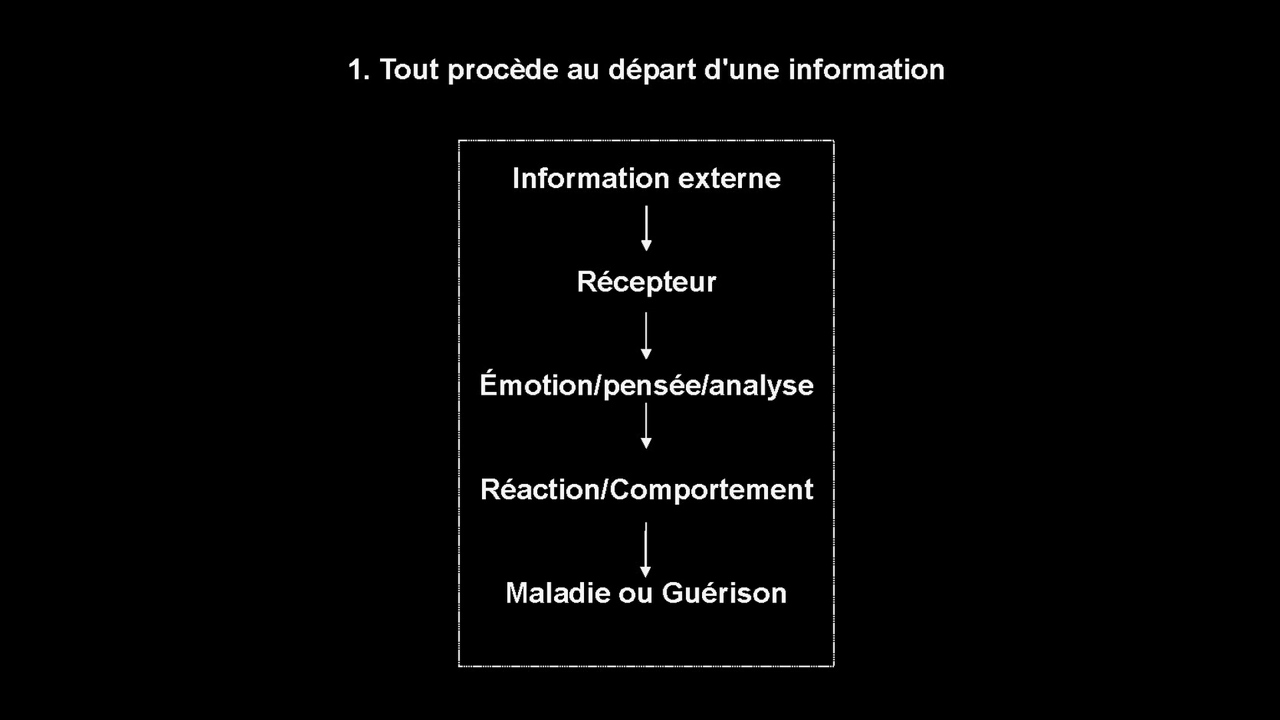 1. Tout procède au départ d'une information
Information externe
Récepteur
Émotion/pensée/analyse
Réaction/Comportement
Maladie ou Guérison